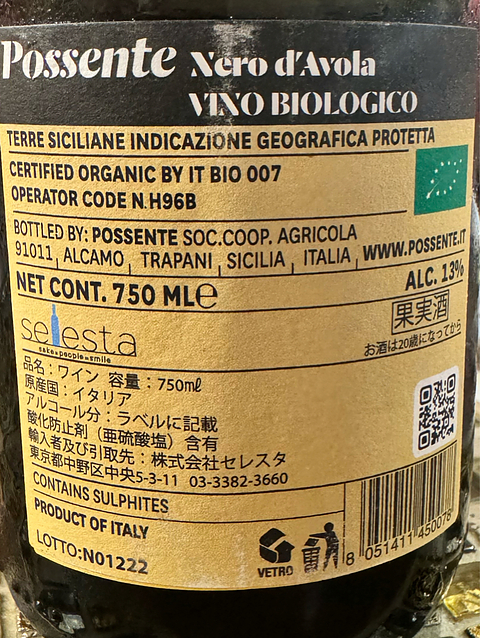 Possente Nero d'Avola
VINO BIOLOGICO
TERRE SICILIANE INDICAZIONE GEOGRAFICA PROTETTA
CERTIFIED ORGANIC BY IT BIO 007
OPERATOR CODE N.H96B
BOTTLED BY: POSSENTE SOC.COOP. AGRICOLA
91011 ALCAMO TRAPANI SICILIA ITALIA WWW.POSSENTE.IT
NET CONT. 750 MLe ALC. 13%
果実酒
お酒は20歳になってから
selesta
sake people smile
品名：ワイン 容量：750mℓ
原産国：イタリア
アルコール分：ラベルに記載
酸化防止剤（亜硫酸塩）含有
輸入者及び引取先：株式会社セレスタ
東京都中野区中央5-3-11 03-3382-3660
CONTAINS SULPHITES
PRODUCT OF ITALY
LOTTO:N01222
VETRO
8 051411 450078